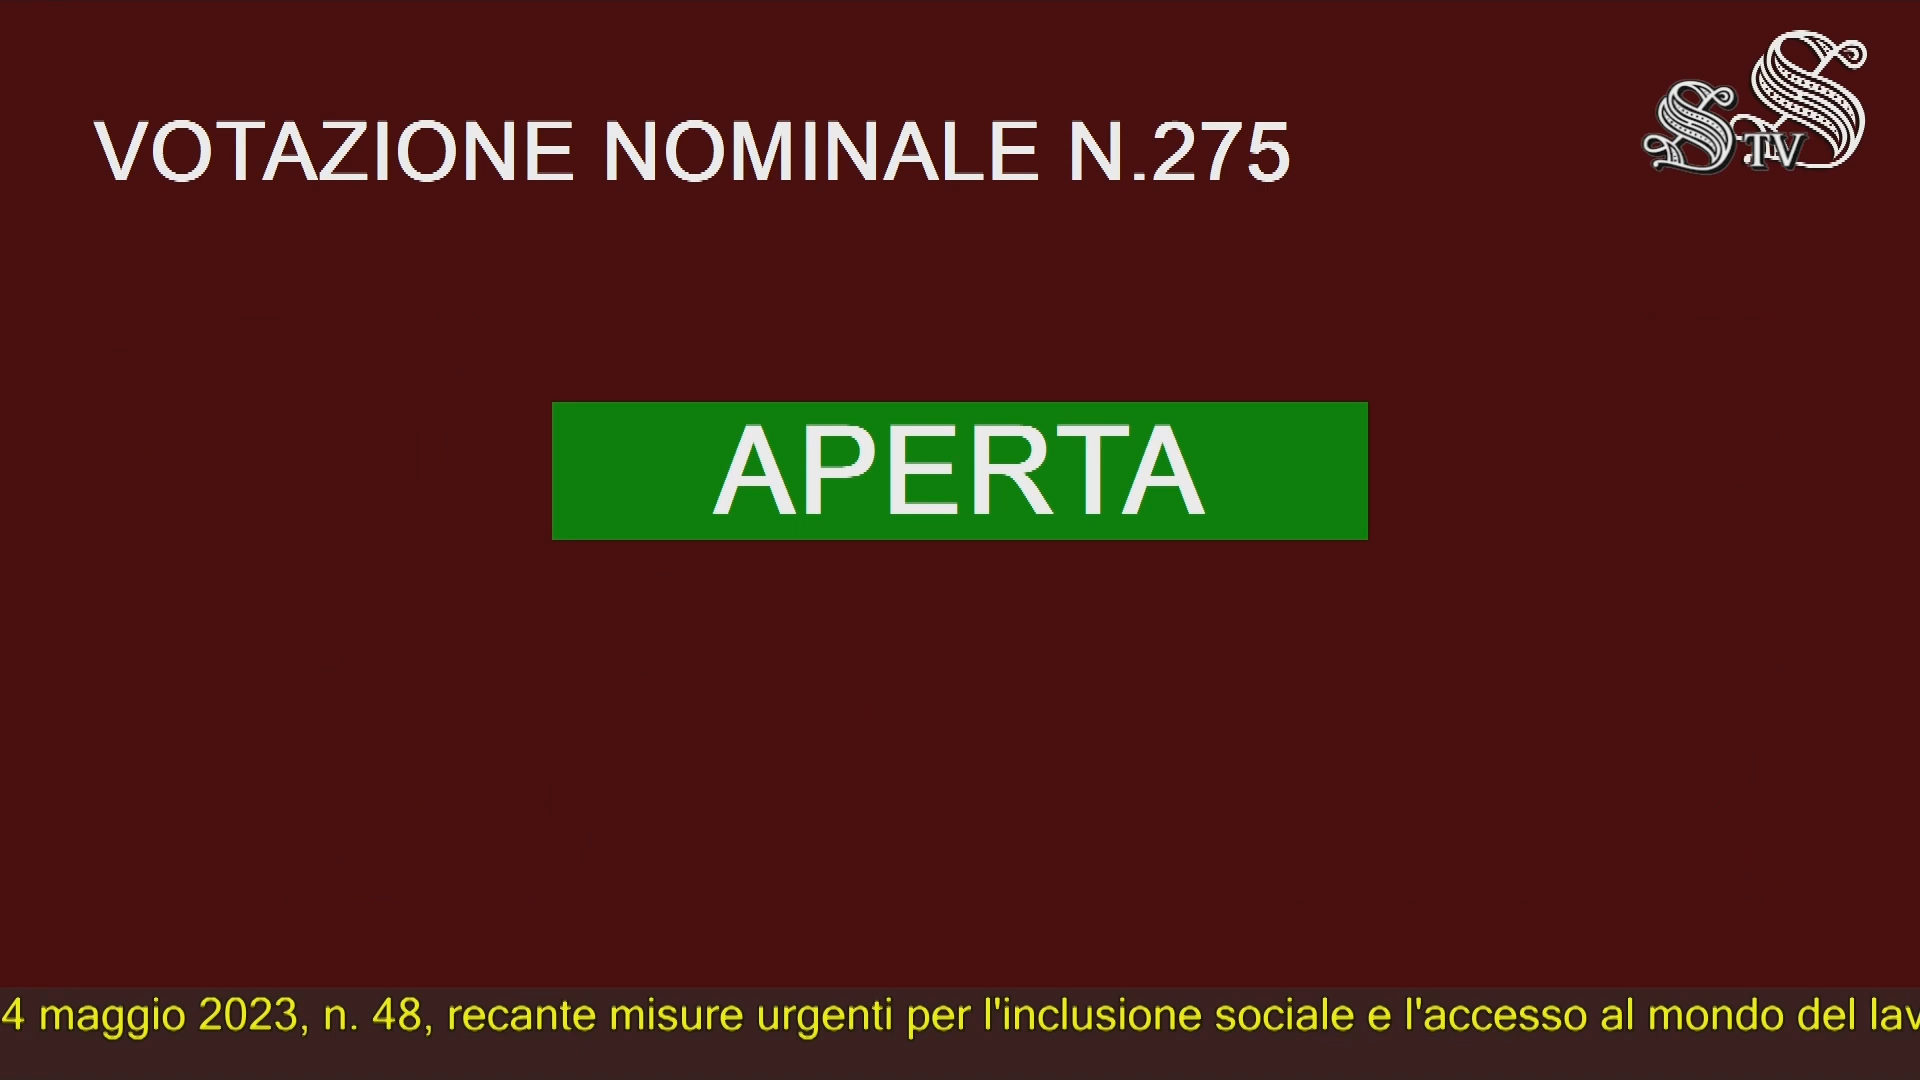 VOTAZIONE NOMINALE N.275
S TV S
APERTA
4 maggio 2023, n. 48, recante misure urgenti per l'inclusione sociale e l'accesso al mondo del lav